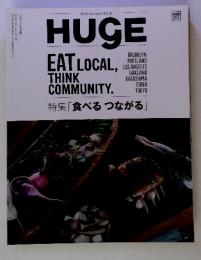 HUgE
EAT LOCAL,
THINK
COMMUNITY.
BROOKLYN
PORTLAND
LOS ANGELES
OAKLAND
KAGOSHIMA
CHIBA
TOKYO
特集「食べる つながる」